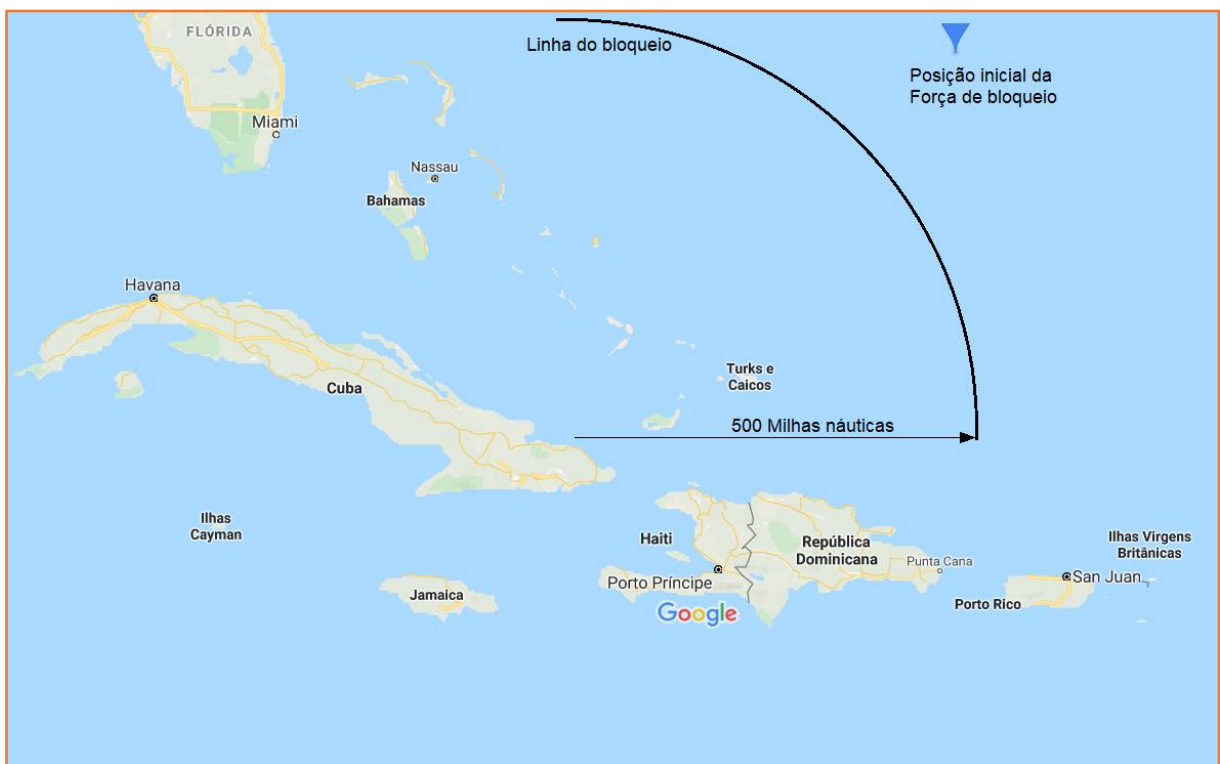 FLÓRIDA
Linha do bloqueio
Posição inicial da
Força de bloqueio
Miami
Nassau
Bahamas
Havana
Cuba
Turks e
Caicos
500 Milhas náuticas
Ilhas
Cayman
Haiti
República
Dominicana
Ilhas Virgens
Britânicas
Punta Cana
Porto Príncipe
San Juan
Jamaica
Porto Rico
Google